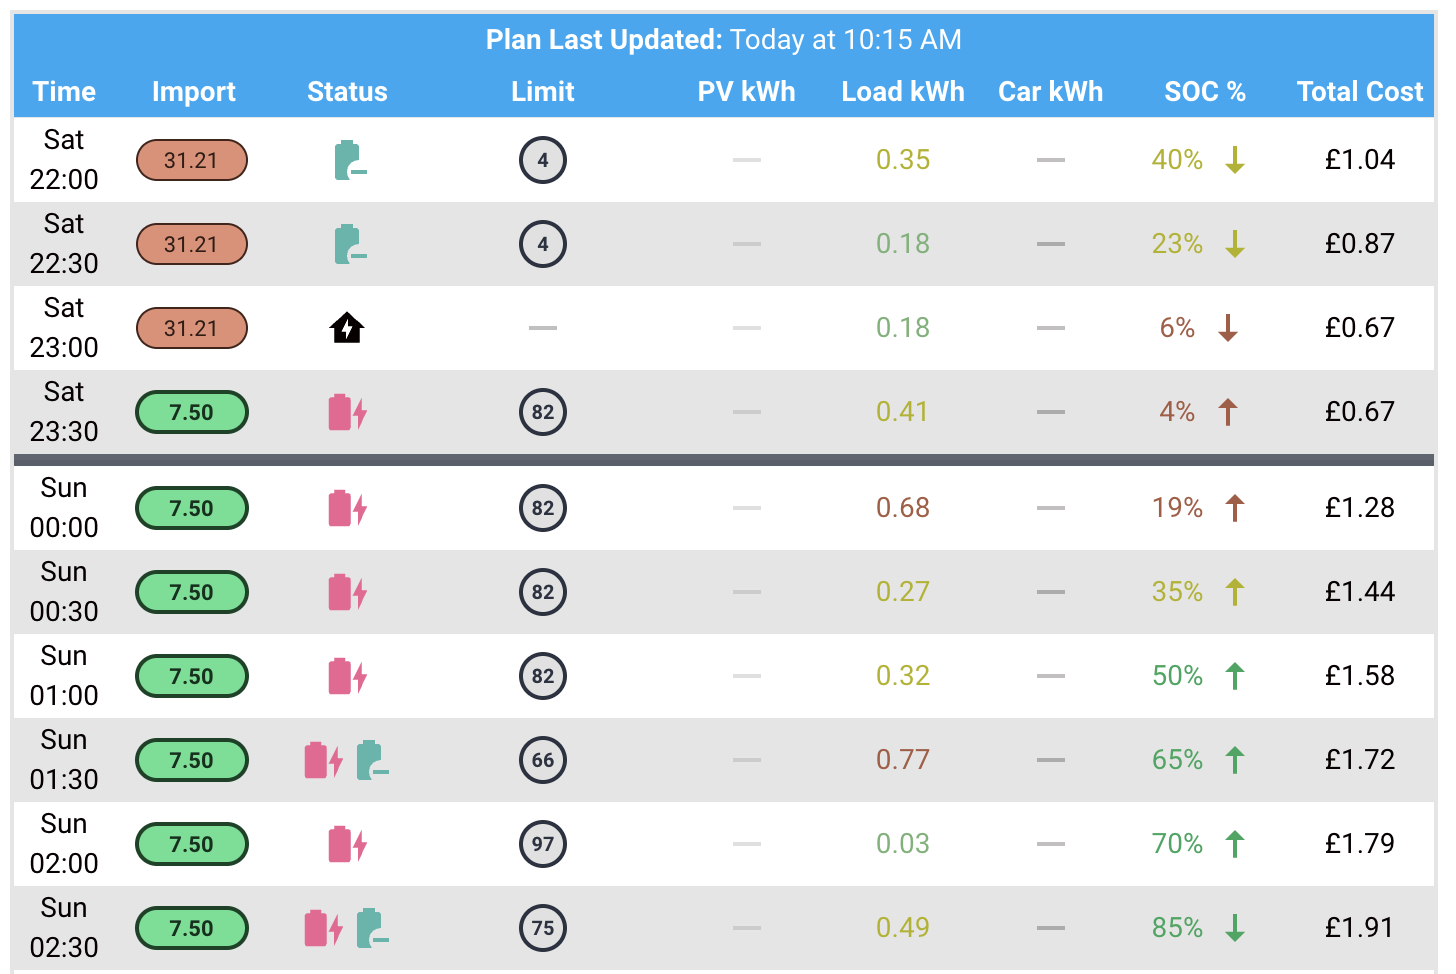 Plan Last Updated: Today at 10:15 AM
Time Import Status Limit PV kWh Load kWh Car kWh SOC % Total Cost
Sat 22:00 31.21 4 — 0.35 — 40% ↓ £1.04
Sat 22:30 31.21 4 — 0.18 — 23% ↓ £0.87
Sat 23:00 31.21 — — 0.18 — 6% ↓ £0.67
Sat 23:30 7.50 82 — 0.41 — 4% ↑ £0.67
Sun 00:00 7.50 82 — 0.68 — 19% ↑ £1.28
Sun 00:30 7.50 82 — 0.27 — 35% ↑ £1.44
Sun 01:00 7.50 82 — 0.32 — 50% ↑ £1.58
Sun 01:30 7.50 66 — 0.77 — 65% ↑ £1.72
Sun 02:00 7.50 97 — 0.03 — 70% ↑ £1.79
Sun 02:30 7.50 75 — 0.49 — 85% ↓ £1.91